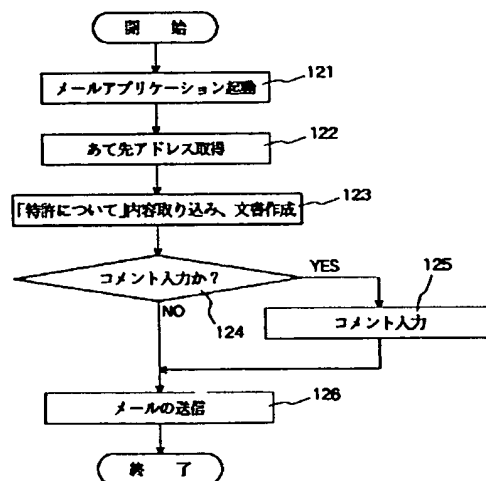 開 始
メールアプリケーション起動
121
あて先アドレス取得
122
「特許について」内容取り込み、文書作成
123
コメント入力か?
YES
124
NO
125
コメント入力
メールの送信
126
終 了